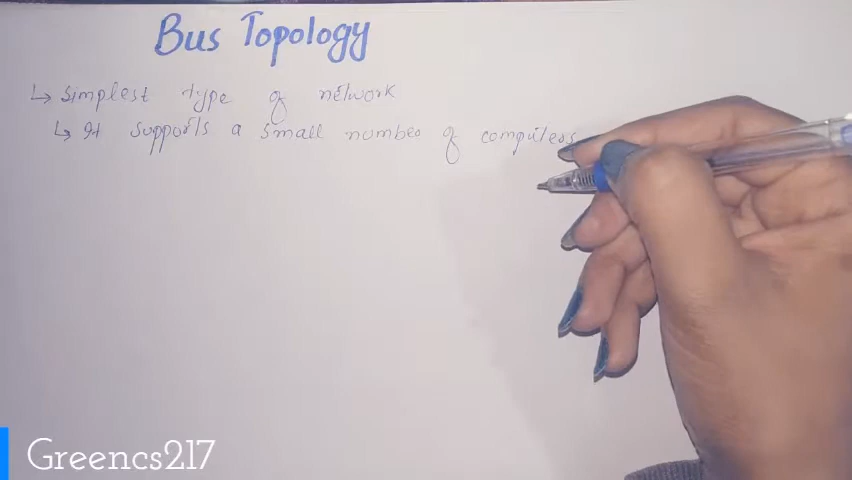 Bus Topology
↳ Simplest type of network
↳ It supports a small number of computers
Greencs217